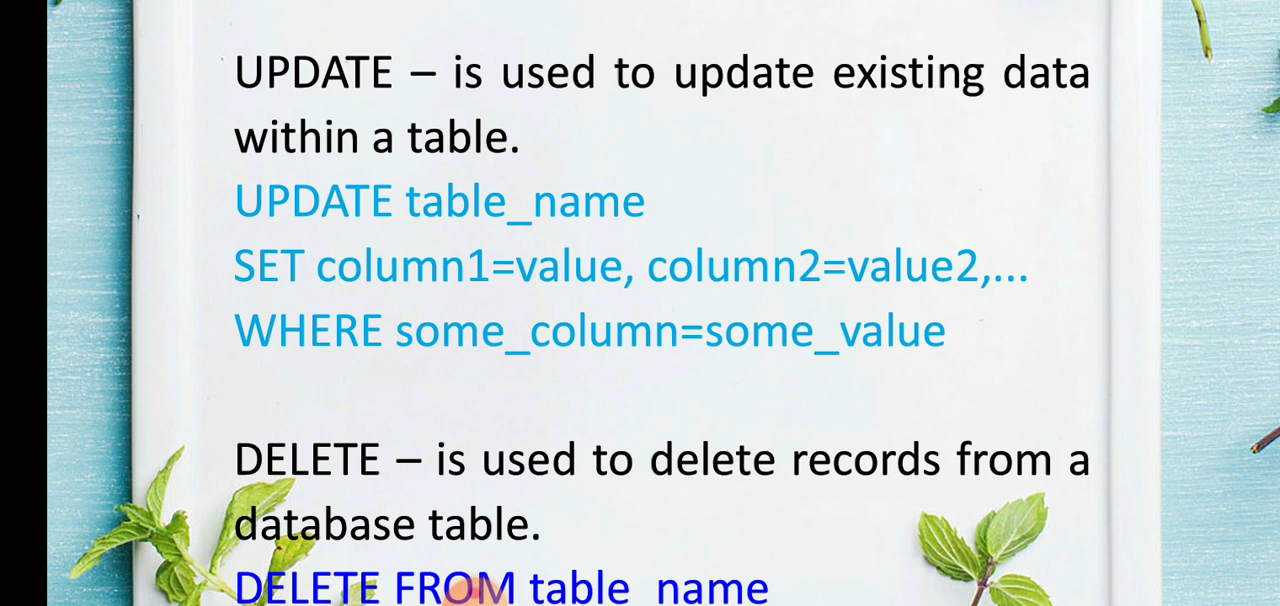 UPDATE – is used to update existing data
within a table.
UPDATE table_name
SET column1=value, column2=value2,...
WHERE some_column=some_value
DELETE – is used to delete records from a
database table.
DELETE FROM table_name